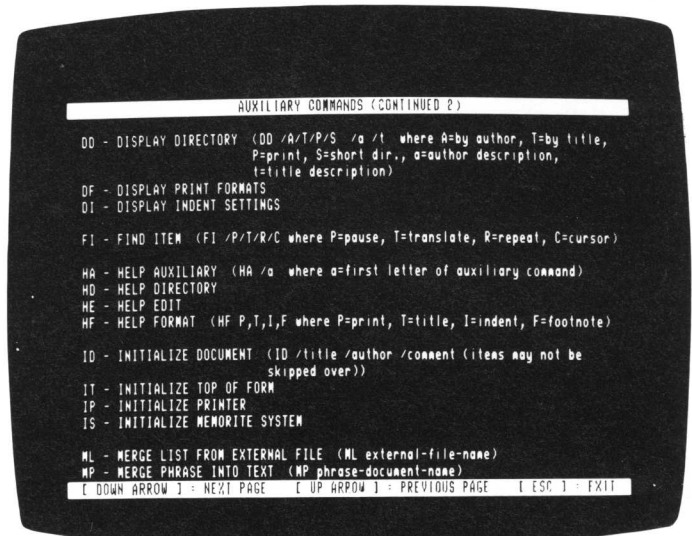 AUXILIARY COMMANDS (CONTINUED 2)
DD - DISPLAY DIRECTORY (DD /A/T/P/S /a /t where A=by author, T=by title,
P=print, S=short dir., a=author description,
t=title description)
DF - DISPLAY PRINT FORMATS
DI - DISPLAY INDENT SETTINGS
FI - FIND ITEM (FI /P/T/R/C where P=pause, T=translate, R=repeat, C=cursor)
HA - HELP AUXILIARY (HA /a where a=first letter of auxiliary command)
HD - HELP DIRECTORY
HE - HELP EDIT
HF - HELP FORMAT (HF P,T,I,F where P=print, T=title, I=indent, F=footnote)
ID - INITIALIZE DOCUMENT (ID /title /author /comment (items may not be
skipped over))
IT - INITIALIZE TOP OF FORM
IP - INITIALIZE PRINTER
IS - INITIALIZE MEMORITE SYSTEM
ML - MERGE LIST FROM EXTERNAL FILE (ML external-file-name)
MP - MERGE PHRASE INTO TEXT (MP phrase-document-name)
[ DOWN ARROW ] : NEXT PAGE [ UP ARROW ] : PREVIOUS PAGE [ ESC ] : EXIT